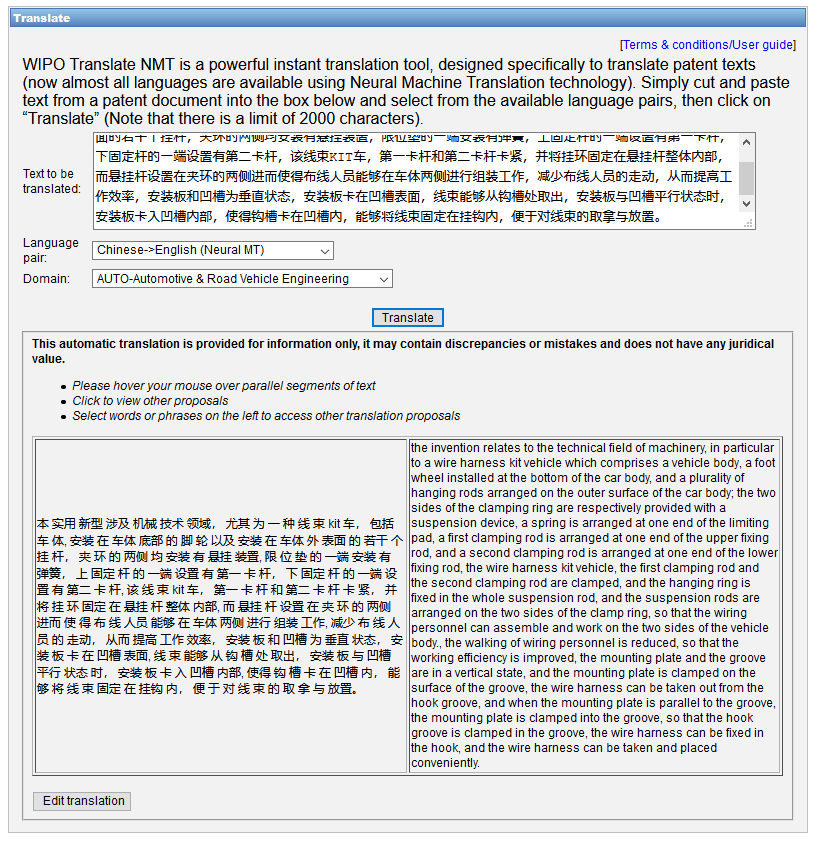 Translate
[Terms & conditions/User guide]
WIPO Translate NMT is a powerful instant translation tool, designed specifically to translate patent texts
(now almost all languages are available using Neural Machine Translation technology). Simply cut and paste
text from a patent document into the box below and select from the available language pairs, then click on
“Translate” (Note that there is a limit of 2000 characters).
Text to be
translated:
面的若干个挂杆，夹环的两侧均安装有悬挂装置，限位垫的一端安装有弹簧，上固定杆的一端设置有第一卡杆，
下固定杆的一端设置有第二卡杆，该线束KIT车，第一卡杆和第二卡杆卡紧，并将挂环固定在悬挂杆整体内部，
而悬挂杆设置在夹环的两侧进而使得布线人员能够在车体两侧进行组装工作，减少布线人员的走动，从而提高工
作效率，安装板和凹槽为垂直状态，安装板卡在凹槽表面，线束能够从钩槽处取出，安装板与凹槽平行状态时，
安装板卡入凹槽内部，使得钩槽卡在凹槽内，能够将线束固定在挂钩内，便于对线束的取拿与放置。
Language
pair:
Chinese->English (Neural MT)
Domain:
AUTO-Automotive & Road Vehicle Engineering
Translate
This automatic translation is provided for information only, it may contain discrepancies or mistakes and does not have any juridical
value.
Please hover your mouse over parallel segments of text
Click to view other proposals
Select words or phrases on the left to access other translation proposals
本 实用 新型 涉及 机械 技术 领域， 尤其 为 一种 线 束 kit 车， 包括
车 体, 安装 在 车体 底部 的 脚 轮 以及 安装 在 车体 外 表面 的 若干 个
挂 杆， 夹 环 的 两侧 均 安装 有 悬挂 装置, 限 位 垫 的 一端 安装 有
弹簧， 上 固定 杆 的 一端 设置 有 第一 卡 杆， 下 固定 杆 的 一端 设
置 有 第二 卡 杆, 该 线 束 kit 车， 第一 卡 杆 和 第二 卡 杆 卡 紧， 并
将 挂 环 固定 在 悬挂 杆 整体 内部, 而 悬挂 杆 设置 在 夹 环 的 两侧
进而 使得 布 线 人员 能够 在 车体 两侧 进行 组装 工作, 减少 布 线 人
员 的 走动， 从而 提高 工作 效率， 安装 板 和 凹槽 为 垂直 状态， 安
装 板 卡 在 凹槽 表面, 线 束 能够 从 钩 槽 处 取出， 安装 板 与 凹槽
平行 状态 时， 安装 板 卡 入 凹槽 内部, 使得 钩 槽 卡 在 凹槽 内， 能
够 将 线 束 固定 在 挂钩 内， 便 于 对 线 束 的 取 拿 与 放置。
the invention relates to the technical field of machinery, in particular
to a wire harness kit vehicle which comprises a vehicle body, a foot
wheel installed at the bottom of the car body, and a plurality of
hanging rods arranged on the outer surface of the car body; the two
sides of the clamping ring are respectively provided with a
suspension device, a spring is arranged at one end of the limiting
pad, a first clamping rod is arranged at one end of the upper fixing
rod, and a second clamping rod is arranged at one end of the lower
fixing rod, the wire harness kit vehicle, the first clamping rod and
the second clamping rod are clamped, and the hanging ring is
fixed in the whole suspension rod, and the suspension rods are
arranged on the two sides of the clamp ring, so that the wiring
personnel can assemble and work on the two sides of the vehicle
body., the walking of wiring personnel is reduced, so that the
working efficiency is improved, the mounting plate and the groove
are in a vertical state, and the mounting plate is clamped on the
surface of the groove, the wire harness can be taken out from the
hook groove, and when the mounting plate is parallel to the groove,
the mounting plate is clamped into the groove, so that the hook
groove is clamped in the groove, the wire harness can be fixed in
the hook, and the wire harness can be taken and placed
conveniently.
Edit translation